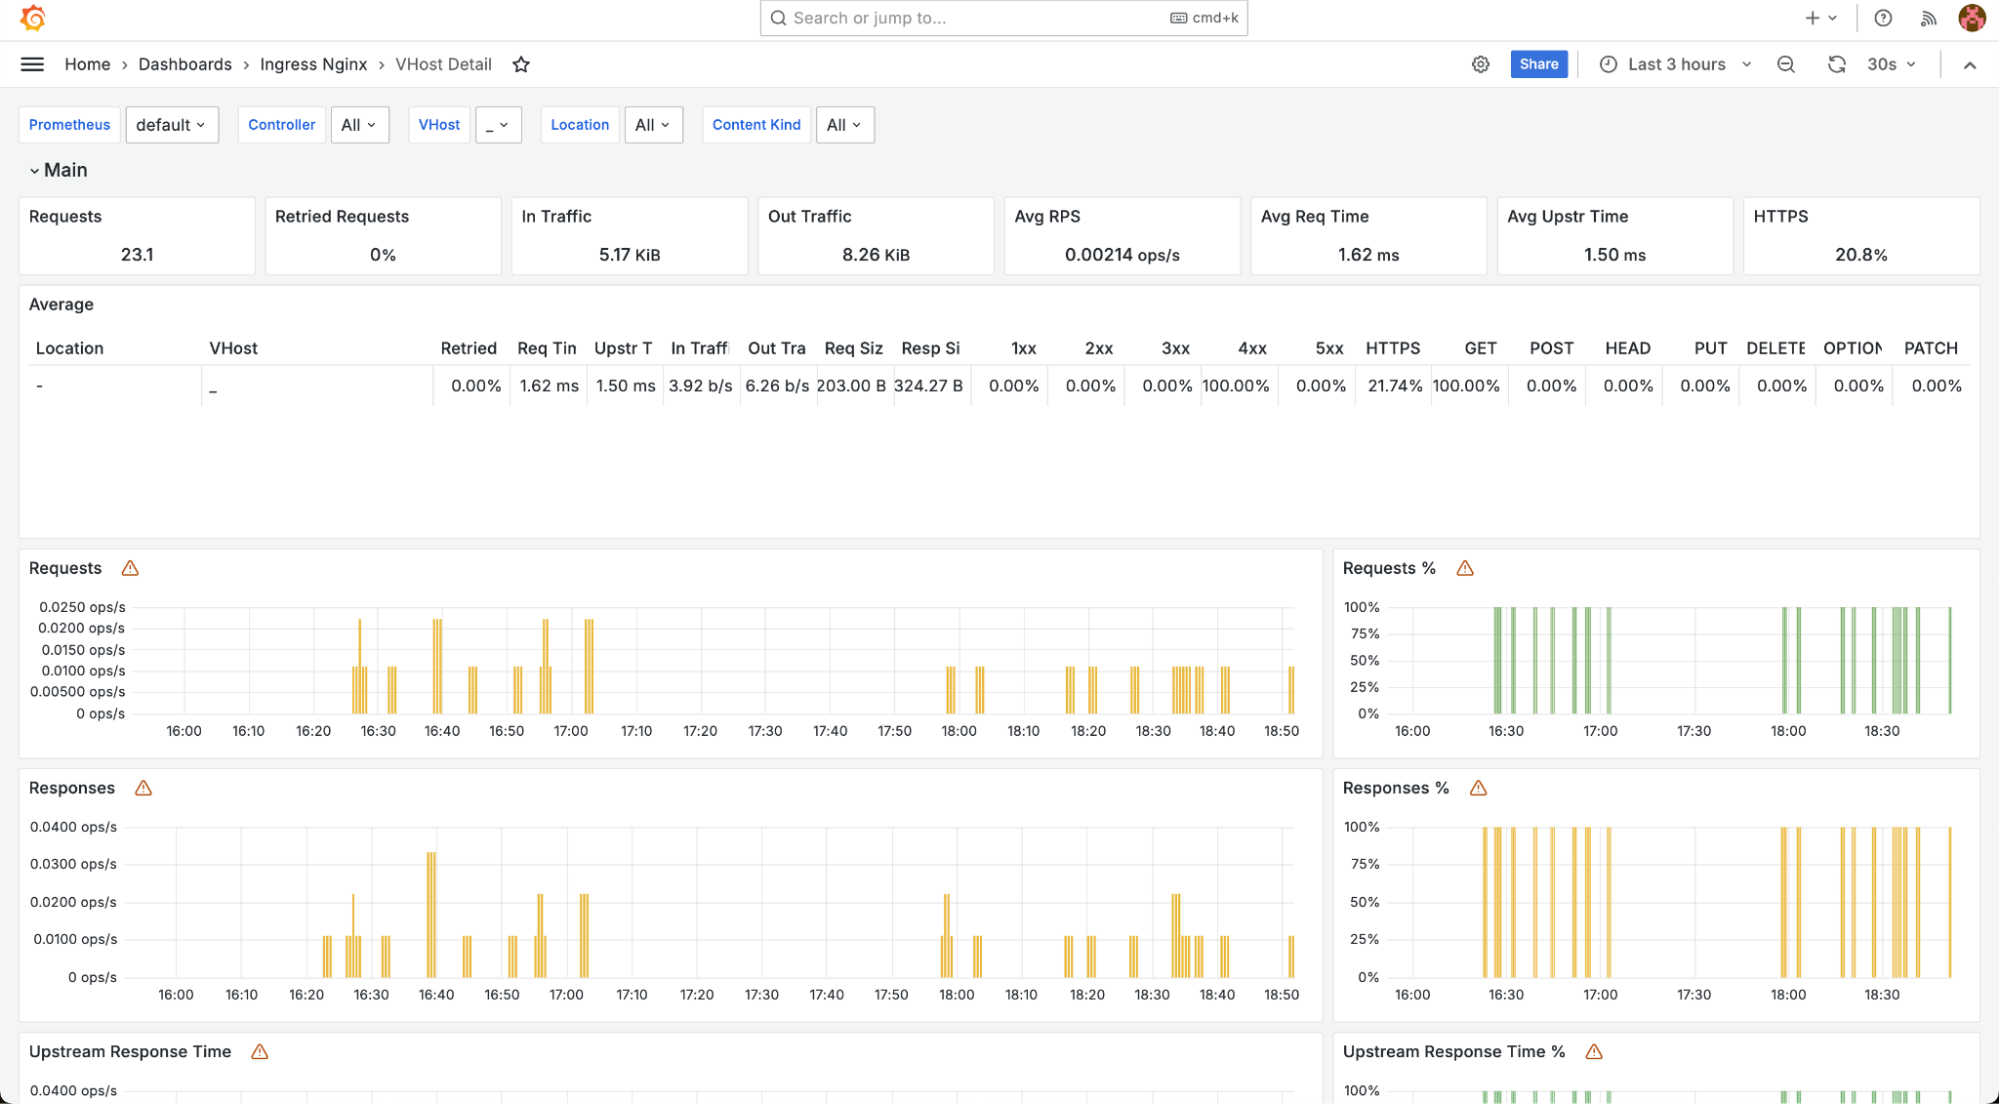 Search or jump to...
cmd+k
Home › Dashboards › Ingress Nginx › VHost Detail
Share
Last 3 hours
30s
Prometheus default Controller All VHost _ Location All Content Kind All
Main
Requests
23.1
Retried Requests
0%
In Traffic
5.17 KiB
Out Traffic
8.26 KiB
Avg RPS
0.00214 ops/s
Avg Req Time
1.62 ms
Avg Upstr Time
1.50 ms
HTTPS
20.8%
Average
Location VHost Retried Req Tin Upstr T In Traffi Out Tra Req Siz Resp Si 1xx 2xx 3xx 4xx 5xx HTTPS GET POST HEAD PUT DELETE OPTION PATCH
- _ 0.00% 1.62 ms 1.50 ms 3.92 b/s 6.26 b/s 203.00 B 324.27 B 0.00% 0.00% 0.00% 100.00% 0.00% 21.74% 100.00% 0.00% 0.00% 0.00% 0.00% 0.00% 0.00%
Requests
0.0250 ops/s
0.0200 ops/s
0.0150 ops/s
0.0100 ops/s
0.00500 ops/s
0 ops/s
16:00 16:10 16:20 16:30 16:40 16:50 17:00 17:10 17:20 17:30 17:40 17:50 18:00 18:10 18:20 18:30 18:40 18:50
Requests %
100%
75%
50%
25%
0%
16:00 16:30 17:00 17:30 18:00 18:30
Responses
0.0400 ops/s
0.0300 ops/s
0.0200 ops/s
0.0100 ops/s
0 ops/s
16:00 16:10 16:20 16:30 16:40 16:50 17:00 17:10 17:20 17:30 17:40 17:50 18:00 18:10 18:20 18:30 18:40 18:50
Responses %
100%
75%
50%
25%
0%
16:00 16:30 17:00 17:30 18:00 18:30
Upstream Response Time
0.0400 ops/s
Upstream Response Time %
100%